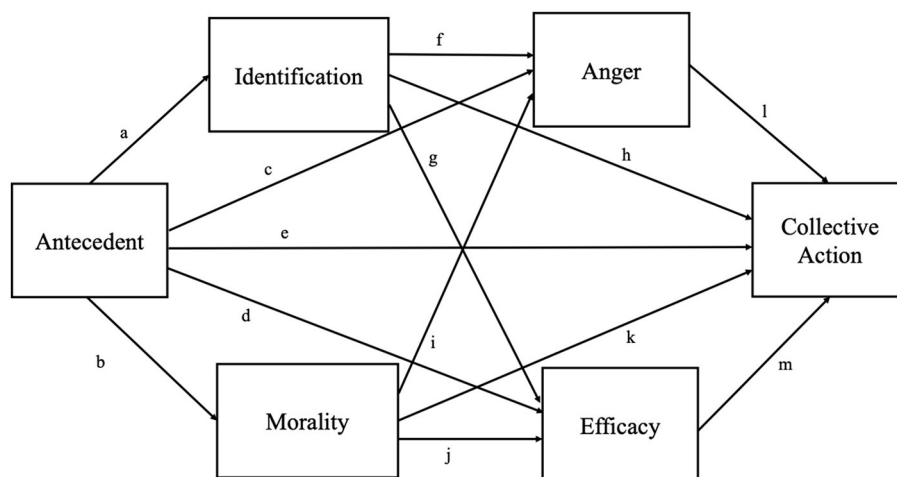 f
Identification
Anger
a
l
c
g
h
Antecedent
e
Collective
Action
d
i
k
b
m
Morality
Efficacy
j